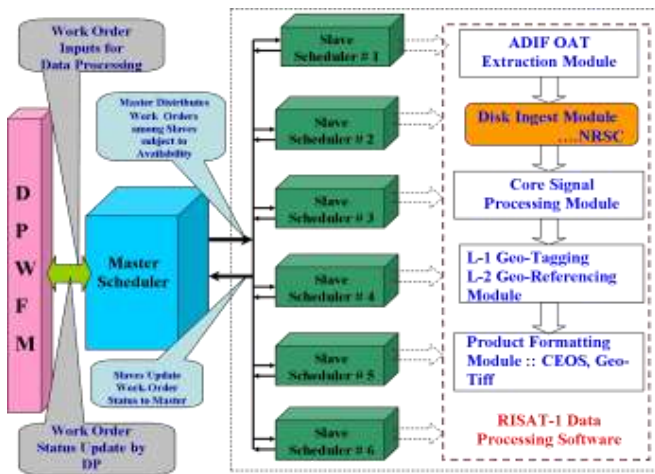 Work Order
Inputs for
Data Processing
Master Distributes
Work Orders
among Slaves
subject to
Availability
D
P
W
F
M
Master
Scheduler
Slaves Update
Work Order
Status to Master
Work Order
Status Update by
DP
Slave
Scheduler # 1
Slave
Scheduler # 2
Slave
Scheduler # 3
Slave
Scheduler # 4
Slave
Scheduler # 5
Slave
Scheduler # 6
ADIF OAT
Extraction Module
Disk Ingest Module
....NRSC
Core Signal
Processing Module
L-1 Geo-Tagging
L-2 Geo-Referencing
Module
Product Formatting
Module :: CEOS, Geo-
Tiff
RISAT-1 Data
Processing Software